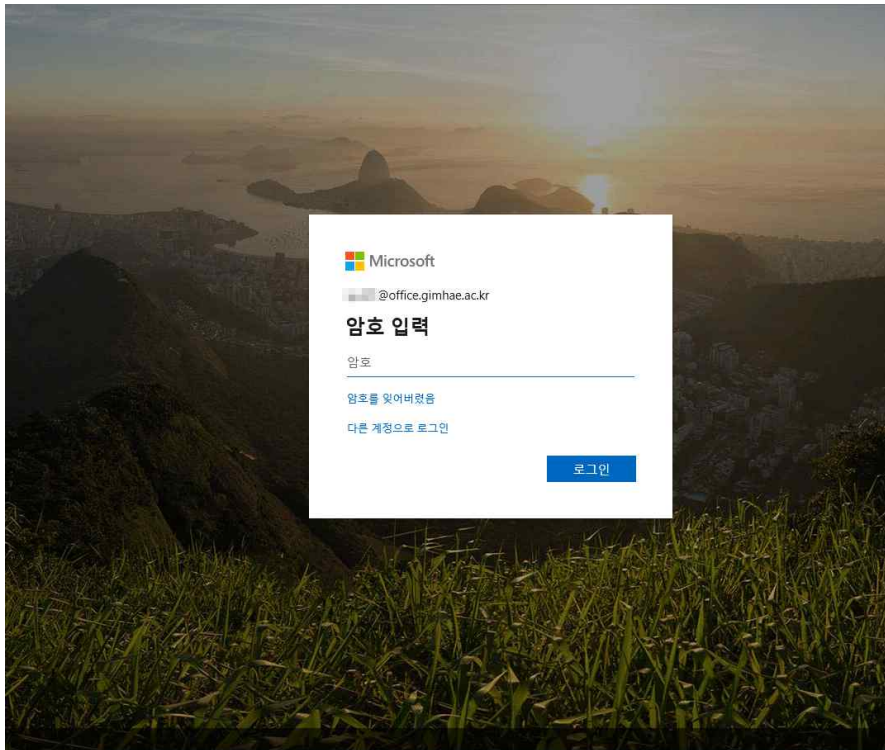 Microsoft
@office.gimhae.ac.kr
암호 입력
암호
암호를 잊어버렸음
다른 계정으로 로그인
로그인